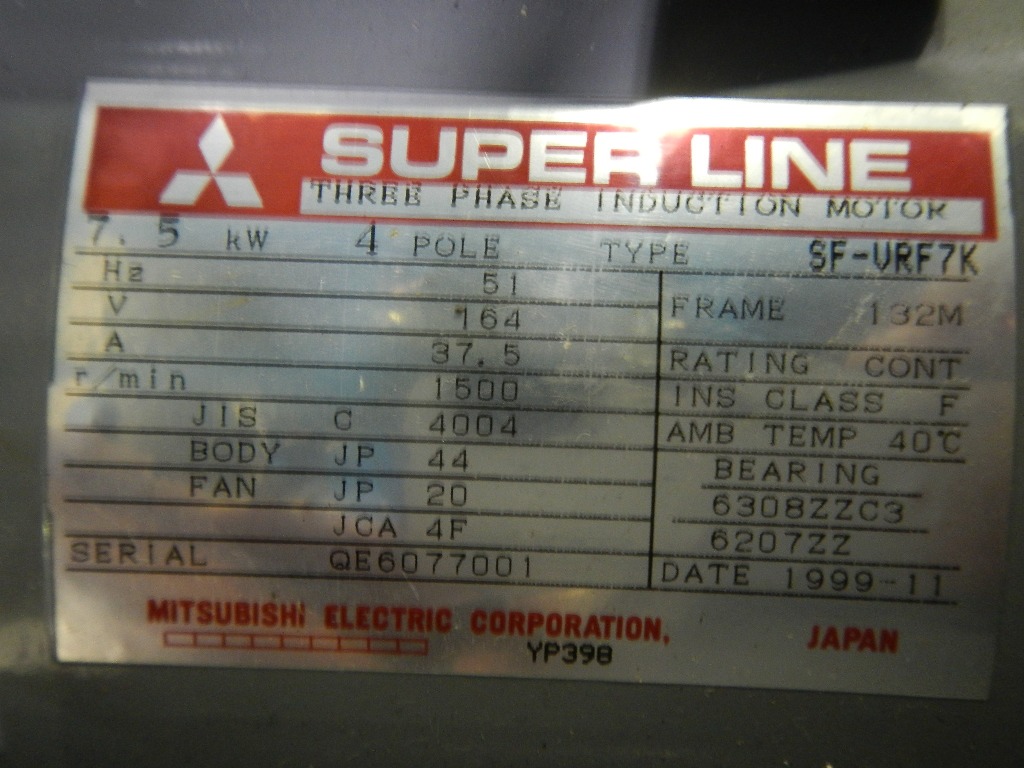 SUPER LINE
THREE PHASE INDUCTION MOTOR
7.5 kW 4 POLE TYPE SF-VRF7K
Hz 51
V 164
A 37.5
r/min 1500
JIS C 4004
BODY JP 44
FAN JP 20
JCA 4F
SERIAL QE6077001
FRAME 132M
RATING CONT
INS CLASS F
AMB TEMP 40℃
BEARING
6308ZZC3
6207ZZ
DATE 1999-11
MITSUBISHI ELECTRIC CORPORATION, JAPAN
YP398